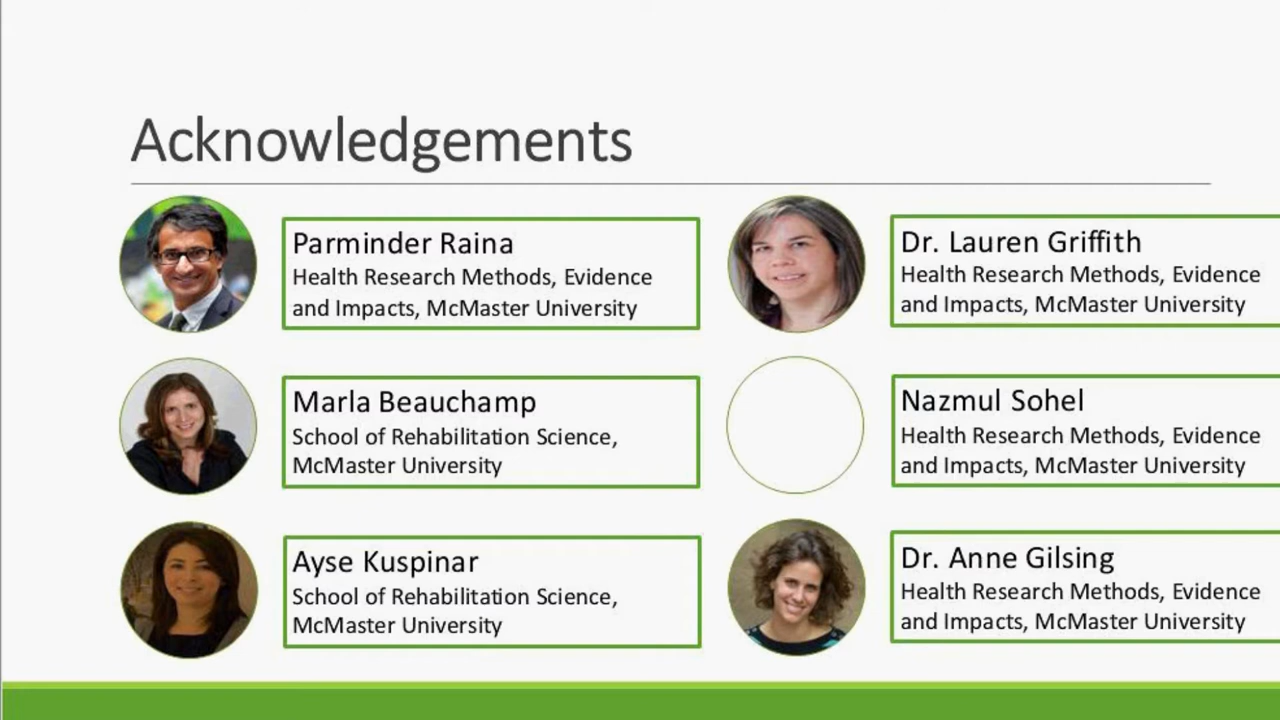 Acknowledgements
Parminder Raina
Health Research Methods, Evidence
and Impacts, McMaster University
Dr. Lauren Griffith
Health Research Methods, Evidence
and Impacts, McMaster University
Marla Beauchamp
School of Rehabilitation Science,
McMaster University
Nazmul Sohel
Health Research Methods, Evidence
and Impacts, McMaster University
Ayse Kuspinar
School of Rehabilitation Science,
McMaster University
Dr. Anne Gilsing
Health Research Methods, Evidence
and Impacts, McMaster University